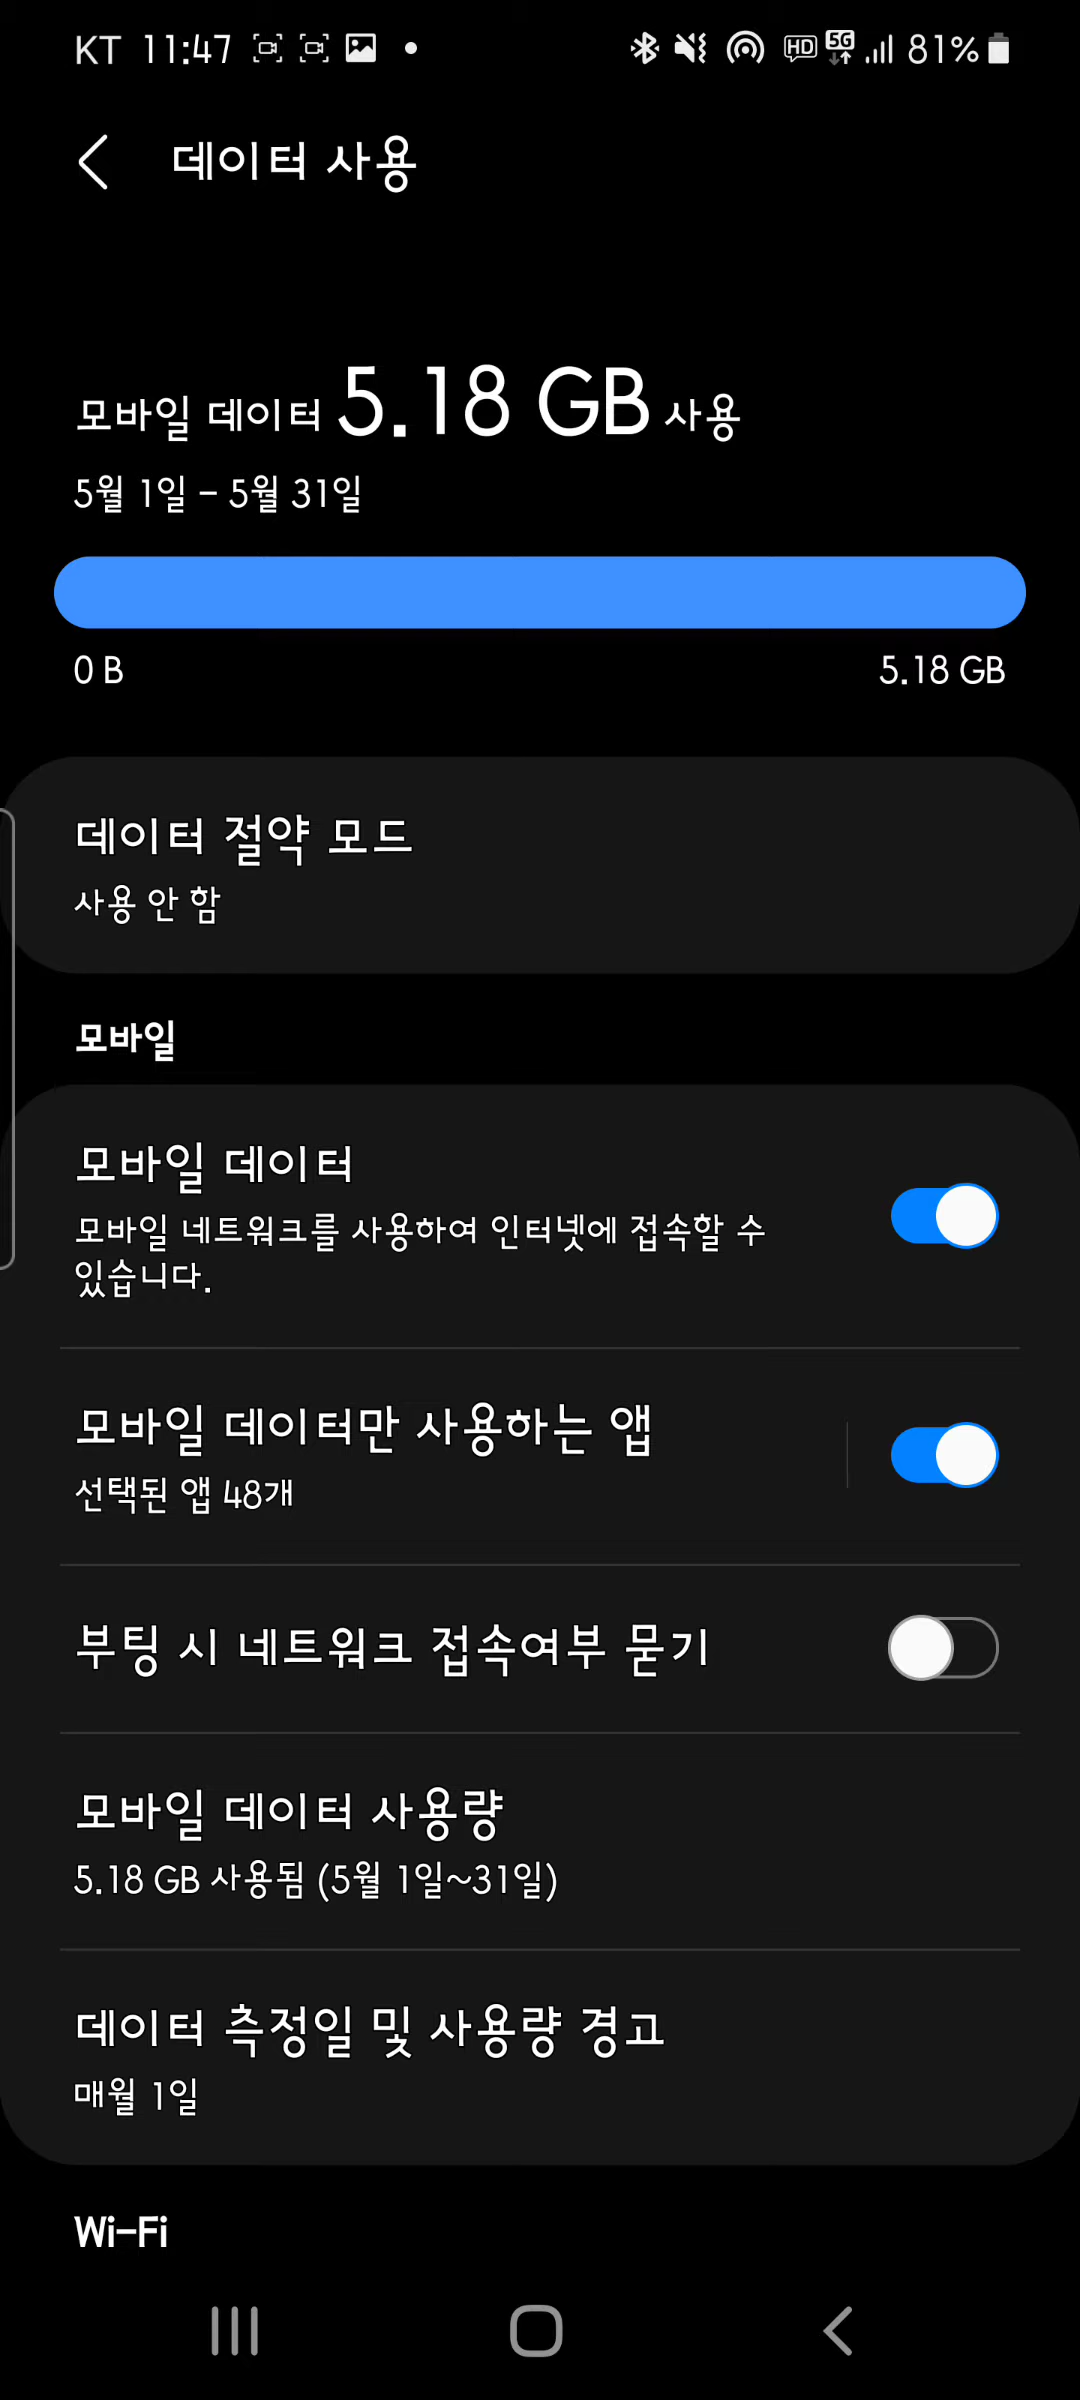 KT 11:47 HD 5G 81%
데이터 사용
모바일 데이터 5.18 GB 사용
5월 1일 – 5월 31일
0 B 5.18 GB
데이터 절약 모드
사용 안 함
모바일
모바일 데이터
모바일 네트워크를 사용하여 인터넷에 접속할 수
있습니다.
모바일 데이터만 사용하는 앱
선택된 앱 48개
부팅 시 네트워크 접속여부 묻기
모바일 데이터 사용량
5.18 GB 사용됨 (5월 1일~31일)
데이터 측정일 및 사용량 경고
매월 1일
Wi-Fi